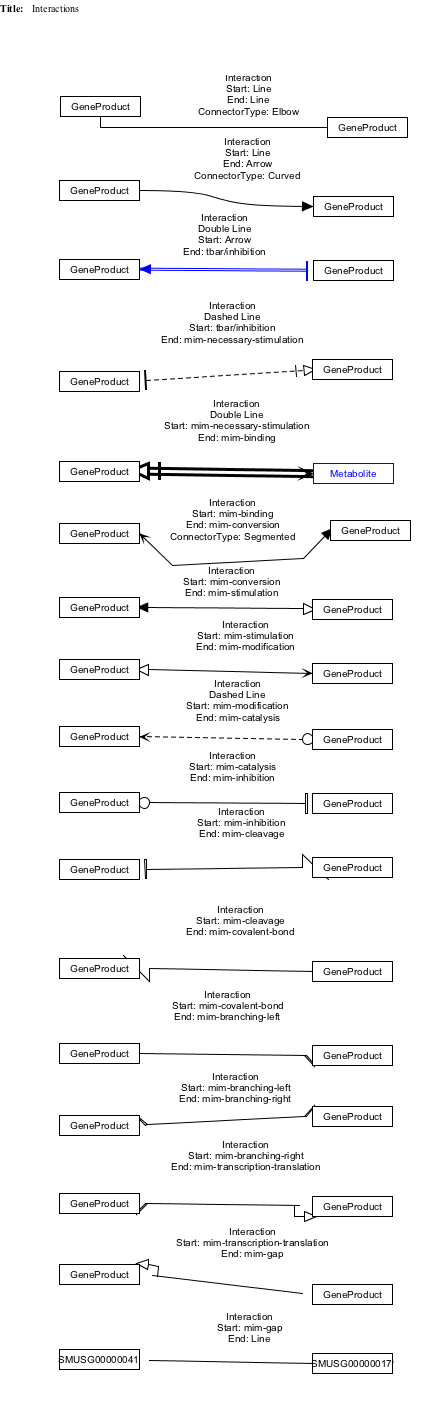 Title: Interactions
Interaction
Start: Line
End: Line
ConnectorType: Elbow
GeneProduct
GeneProduct
Interaction
Start: Line
End: Arrow
ConnectorType: Curved
GeneProduct
GeneProduct
Interaction
Double Line
Start: Arrow
End: tbar/inhibition
GeneProduct
GeneProduct
Interaction
Dashed Line
Start: tbar/inhibition
End: mim-necessary-stimulation
GeneProduct
GeneProduct
Interaction
Double Line
Start: mim-necessary-stimulation
End: mim-binding
GeneProduct
Metabolite
Interaction
Start: mim-binding
End: mim-conversion
ConnectorType: Segmented
GeneProduct
GeneProduct
Interaction
Start: mim-conversion
End: mim-stimulation
GeneProduct
GeneProduct
Interaction
Start: mim-stimulation
End: mim-modification
GeneProduct
GeneProduct
Interaction
Dashed Line
Start: mim-modification
End: mim-catalysis
GeneProduct
GeneProduct
Interaction
Start: mim-catalysis
End: mim-inhibition
GeneProduct
GeneProduct
Interaction
Start: mim-inhibition
End: mim-cleavage
GeneProduct
GeneProduct
Interaction
Start: mim-cleavage
End: mim-covalent-bond
GeneProduct
GeneProduct
Interaction
Start: mim-covalent-bond
End: mim-branching-left
GeneProduct
GeneProduct
Interaction
Start: mim-branching-left
End: mim-branching-right
GeneProduct
GeneProduct
Interaction
Start: mim-branching-right
End: mim-transcription-translation
GeneProduct
GeneProduct
Interaction
Start: mim-transcription-translation
End: mim-gap
GeneProduct
GeneProduct
Interaction
Start: mim-gap
End: Line
SMUSG00000041
SMUSG00000017